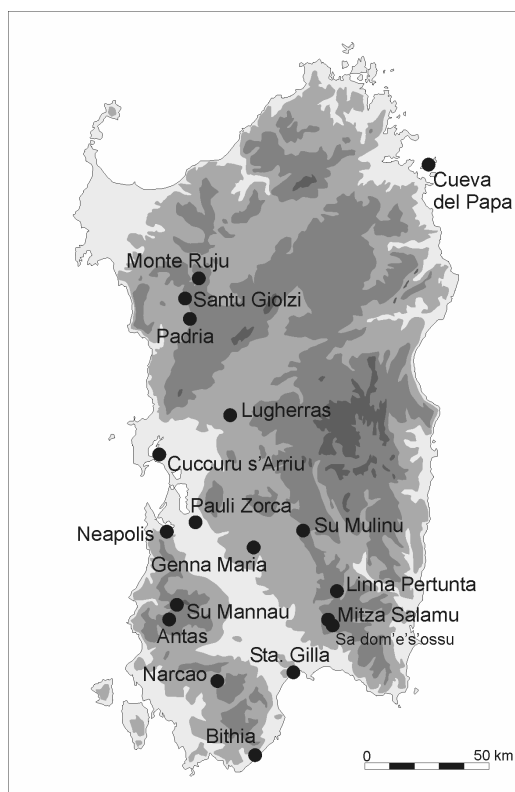 Cueva
del Papa
Monte Ruju
Santu Giolzi
Padria
Lugherras
Cuccuru s'Arriu
Pauli Zorca
Neapolis
Su Mulinu
Genna Maria
Linna Pertunta
Su Mannau
Mitza Salamu
Antas
Sa dom'e's'ossu
Sta. Gilla
Narcao
Bithia
0 50 km